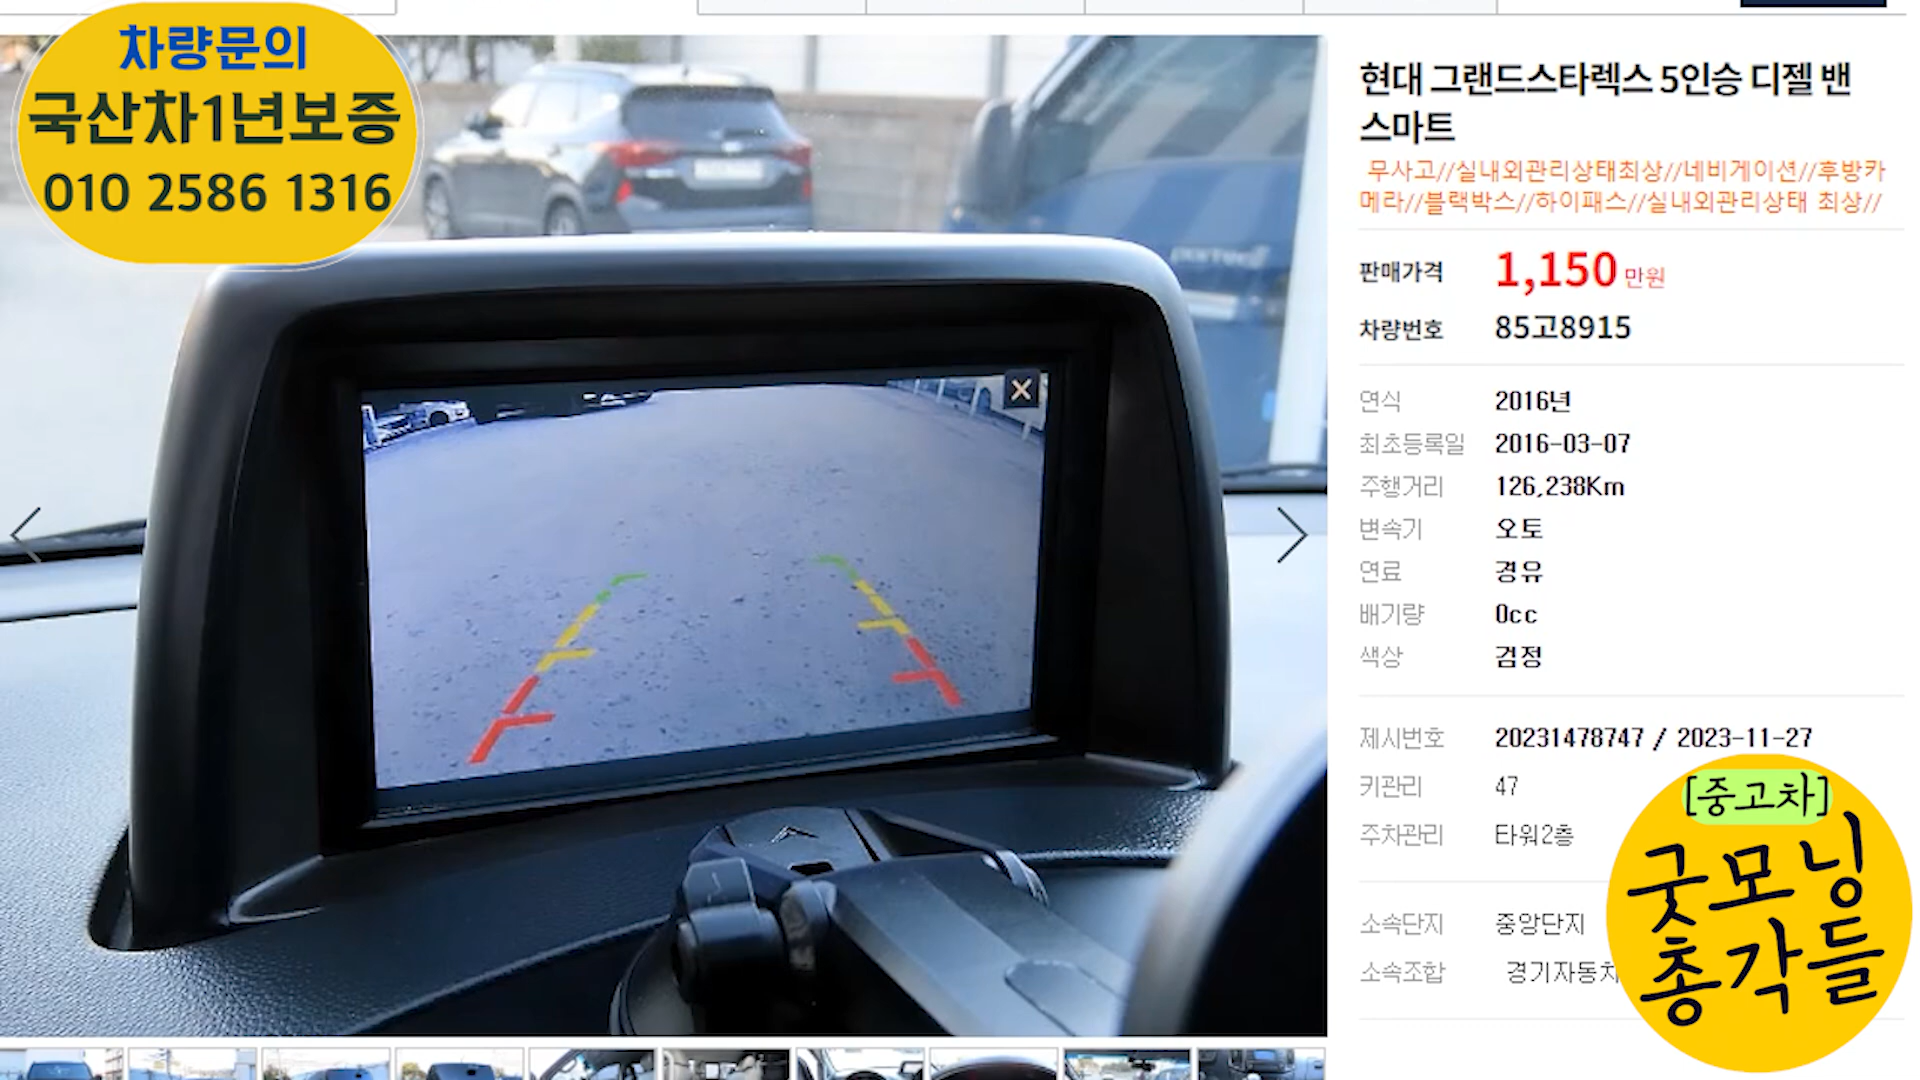 차량문의
국산차1년보증
010 2586 1316
현대 그랜드스타렉스 5인승 디젤 밴
스마트
무사고//실내외관리상태최상//네비게이션//후방카
메라//블랙박스//하이패스//실내외관리상태 최상//
판매가격 1,150 만원
차량번호 85고8915
연식 2016년
최초등록일 2016-03-07
주행거리 126,238Km
변속기 오토
연료 경유
배기량 0cc
색상 검정
제시번호 20231478747 / 2023-11-27
키관리 47
주차관리 타워2층
소속단지 중앙단지
소속조합 경기자동차
[중고차]
굿모닝
총각들